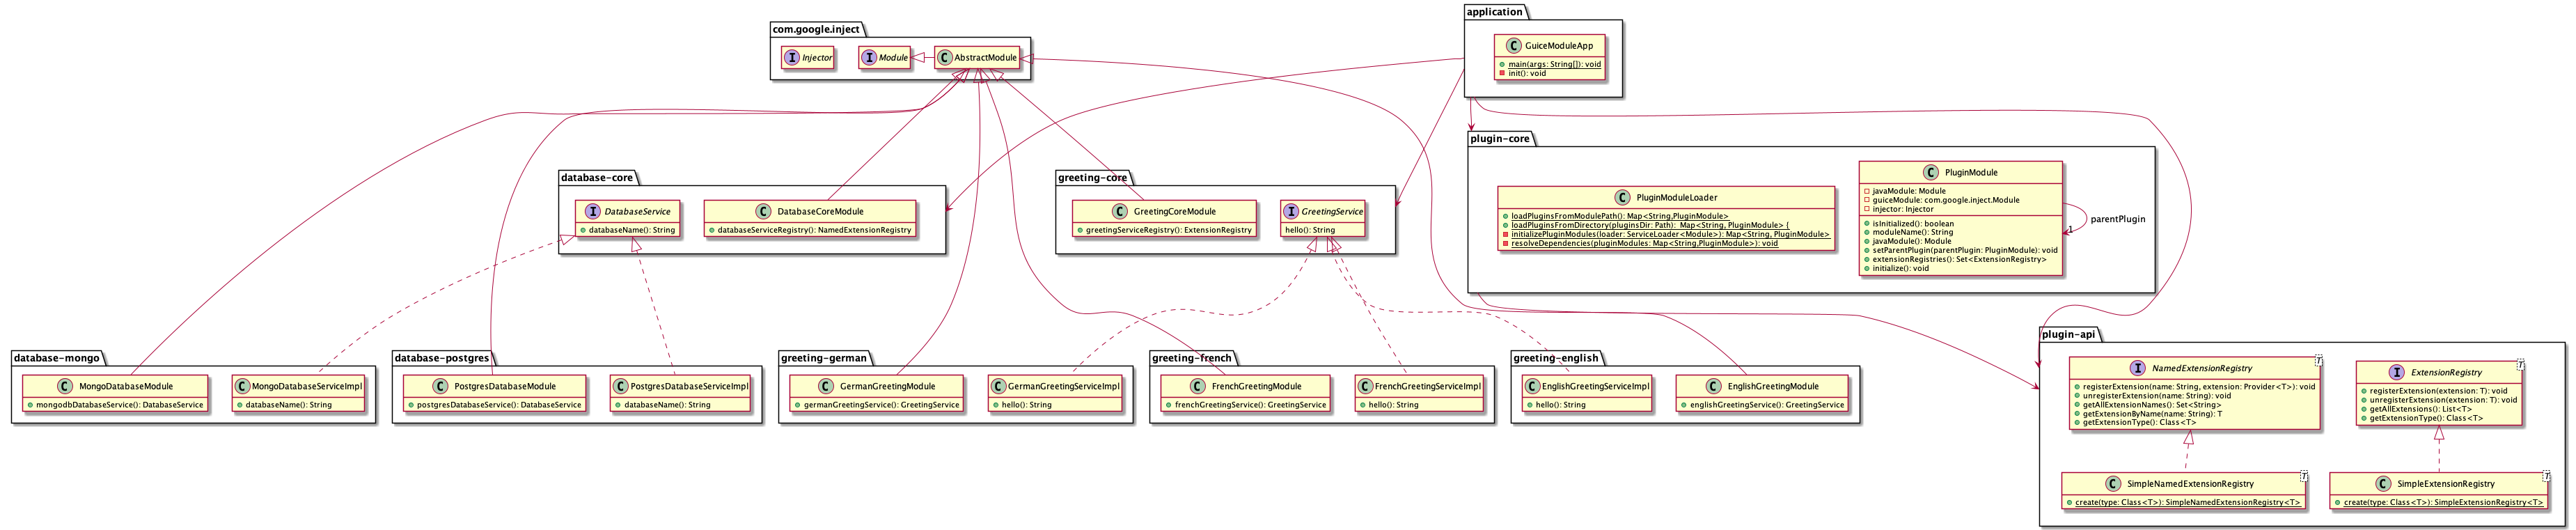 com.google.inject
I Injector
I Module
C AbstractModule
application
C GuiceModuleApp
main(args: String[]): void
init(): void
plugin-core
C PluginModuleLoader
loadPluginsFromModulePath(): Map<String,PluginModule>
loadPluginsFromDirectory(pluginsDir: Path):  Map<String, PluginModule> {
initializePluginModules(loader: ServiceLoader<Module>): Map<String, PluginModule>
resolveDependencies(pluginModules: Map<String,PluginModule>): void
C PluginModule
javaModule: Module
guiceModule: com.google.inject.Module
injector: Injector
isInitialized(): boolean
moduleName(): String
javaModule(): Module
setParentPlugin(parentPlugin: PluginModule): void
extensionRegistries(): Set<ExtensionRegistry>
initialize(): void
parentPlugin
1
database-core
I DatabaseService
databaseName(): String
C DatabaseCoreModule
databaseServiceRegistry(): NamedExtensionRegistry
greeting-core
C GreetingCoreModule
greetingServiceRegistry(): ExtensionRegistry
I GreetingService
hello(): String
database-mongo
C MongoDatabaseModule
mongodbDatabaseService(): DatabaseService
C MongoDatabaseServiceImpl
databaseName(): String
database-postgres
C PostgresDatabaseModule
postgresDatabaseService(): DatabaseService
C PostgresDatabaseServiceImpl
databaseName(): String
greeting-german
C GermanGreetingModule
germanGreetingService(): GreetingService
C GermanGreetingServiceImpl
hello(): String
greeting-french
C FrenchGreetingModule
frenchGreetingService(): GreetingService
C FrenchGreetingServiceImpl
hello(): String
greeting-english
C EnglishGreetingServiceImpl
hello(): String
C EnglishGreetingModule
englishGreetingService(): GreetingService
plugin-api
I NamedExtensionRegistry
T
registerExtension(name: String, extension: Provider<T>): void
unregisterExtension(name: String): void
getAllExtensionNames(): Set<String>
getExtensionByName(name: String): T
getExtensionType(): Class<T>
I ExtensionRegistry
T
registerExtension(extension: T): void
unregisterExtension(extension: T): void
getAllExtensions(): List<T>
getExtensionType(): Class<T>
C SimpleNamedExtensionRegistry
T
create(type: Class<T>): SimpleNamedExtensionRegistry<T>
C SimpleExtensionRegistry
T
create(type: Class<T>): SimpleExtensionRegistry<T>